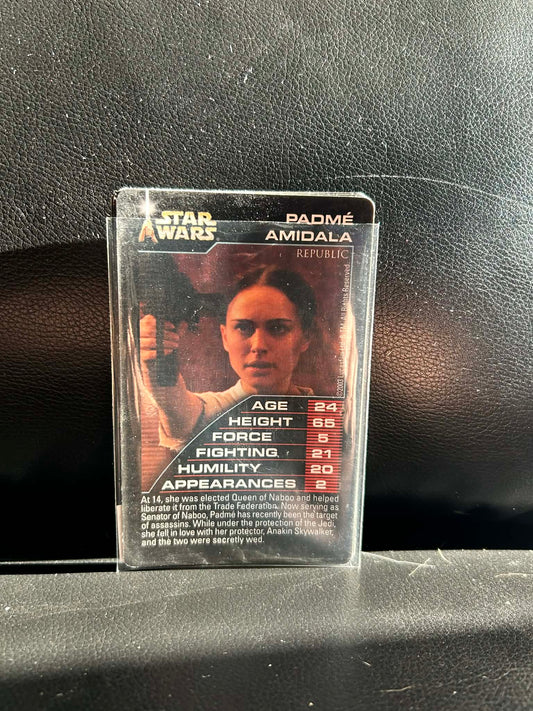 STAR
WARS
PADMÉ
AMIDALA
REPUBLIC
AGE 24
HEIGHT 65
FORCE 5
FIGHTING 21
HUMILITY 20
APPEARANCES 2
At 14, she was elected Queen of Naboo and helped
liberate it from the Trade Federation. Now serving as
Senator of Naboo, Padmé has recently been the target
of assassins. While under the protection of the Jedi,
she fell in love with her protector, Anakin Skywalker,
and the two were secretly wed.
All Rights Reserved.